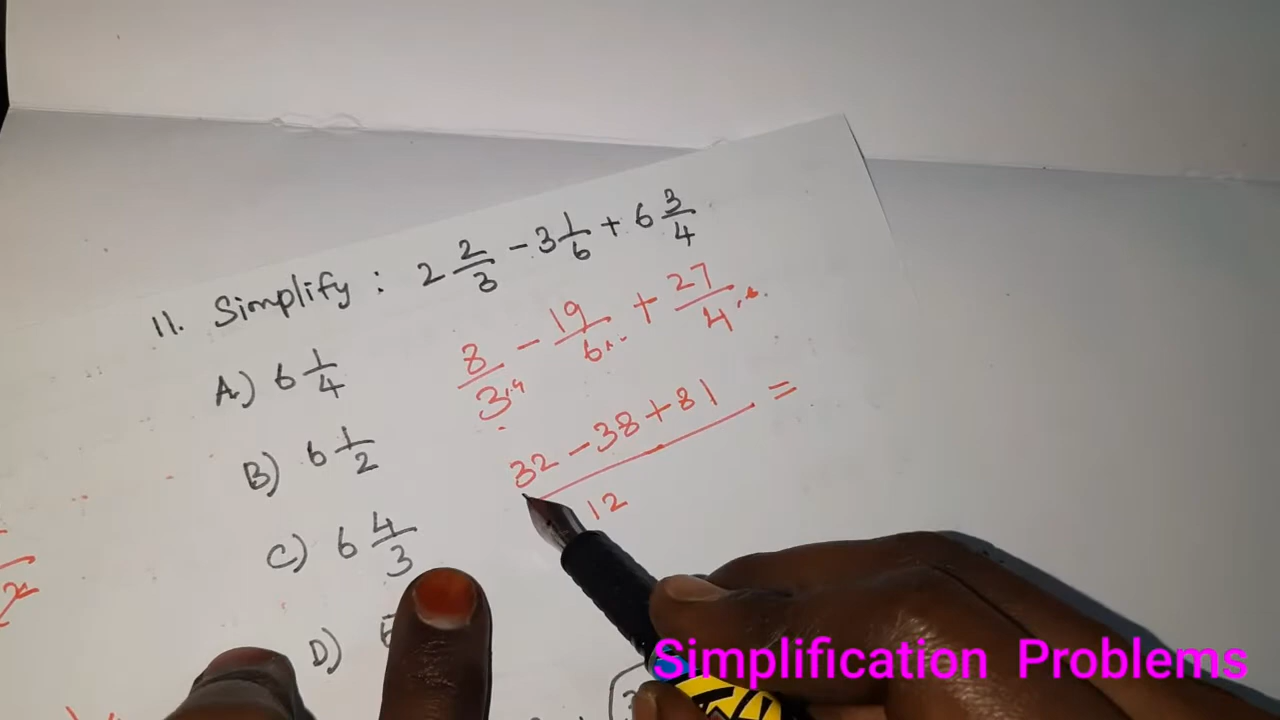 11. Simplify : 2 2/3 - 3 1/6 + 6 3/4
8/3 - 19/6 + 27/4
A) 6 1/4
32 - 38 + 81 / 12 =
B) 6 1/2
C) 6 4/3
D)
Simplification Problems